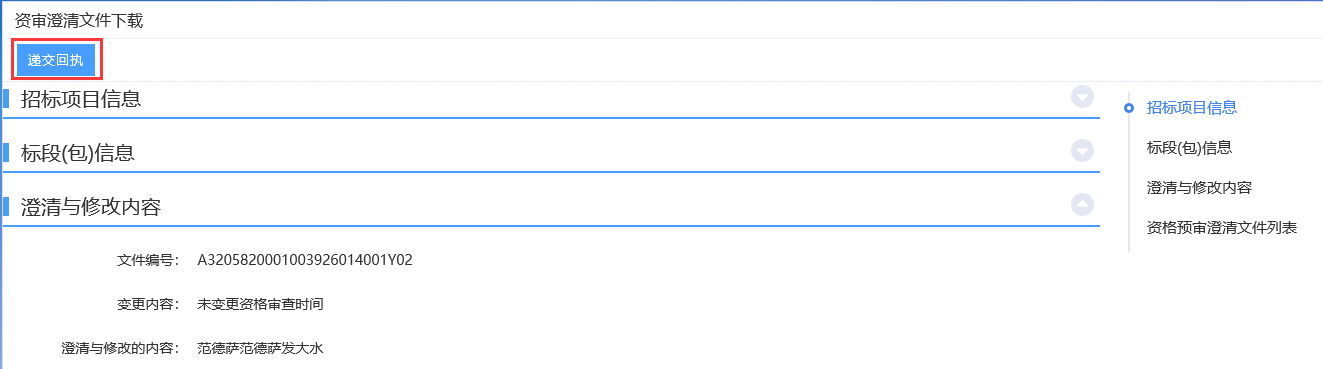 资审澄清文件下载
递交回执
招标项目信息
标段(包)信息
澄清与修改内容
文件编号： A3205820001003926014001Y02
变更内容： 未变更资格审查时间
澄清与修改的内容： 范德萨范德萨发大水
招标项目信息
标段(包)信息
澄清与修改内容
资格预审澄清文件列表